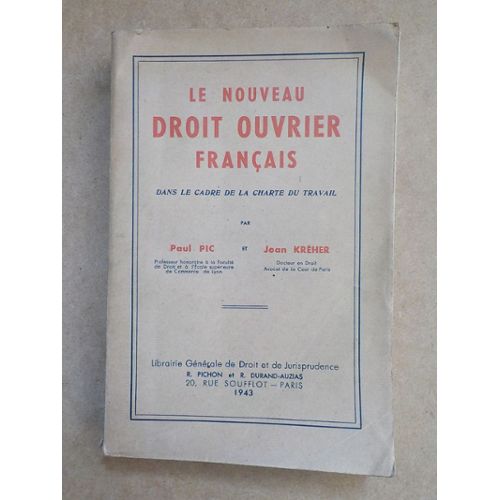 LE NOUVEAU
DROIT OUVRIER
FRANÇAIS
DANS LE CADRE DE LA CHARTE DU TRAVAIL
PAR
Paul PIC ET Jean KRÉHER
Professeur honoraire à la Faculté Docteur en Droit
de Droit et à l'École supérieure Avocat de la Cour de Paris
de Commerce de Lyon
Librairie Générale de Droit et de Jurisprudence
R. PICHON et R. DURAND-AUZIAS
20, RUE SOUFFLOT — PARIS
1943